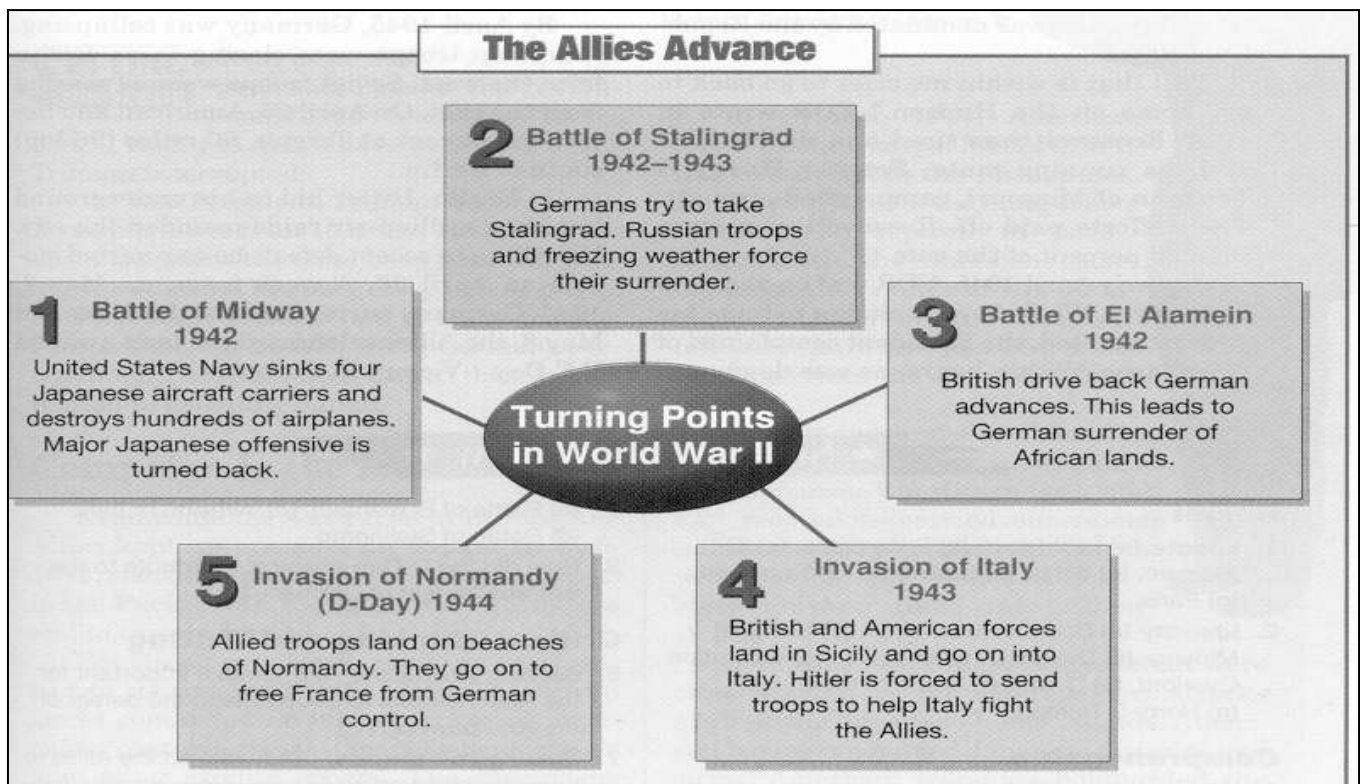 The Allies Advance
1 Battle of Midway
1942
United States Navy sinks four
Japanese aircraft carriers and
destroys hundreds of airplanes.
Major Japanese offensive is
turned back.
2 Battle of Stalingrad
1942–1943
Germans try to take
Stalingrad. Russian troops
and freezing weather force
their surrender.
3 Battle of El Alamein
1942
British drive back German
advances. This leads to
German surrender of
African lands.
Turning Points
in World War II
4 Invasion of Italy
1943
British and American forces
land in Sicily and go on into
Italy. Hitler is forced to send
troops to help Italy fight
the Allies.
5 Invasion of Normandy
(D-Day) 1944
Allied troops land on beaches
of Normandy. They go on to
free France from German
control.